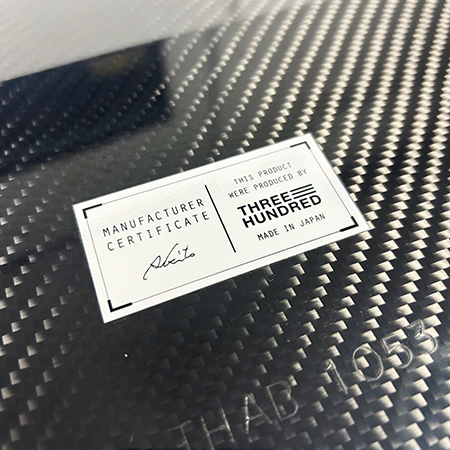 MANUFACTURER
CERTIFICATE
THIS PRODUCT
WERE PRODUCED BY
THREE
HUNDRED
MADE IN JAPAN
THAB 1053